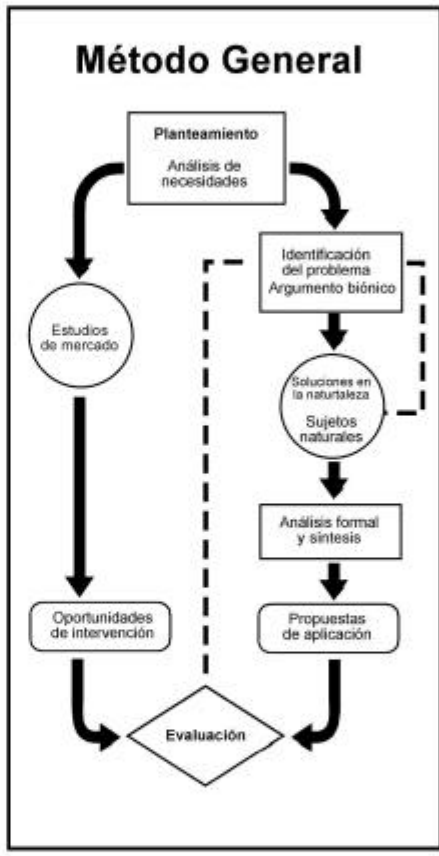 Método General
Planteamiento
Análisis de
necesidades
Identificación
del problema
Argumento biónico
Estudios
de mercado
Soluciones en
la naturtaleza
Sujetos
naturales
Análisis formal
y síntesis
Oportunidades
de intervención
Propuestas
de aplicación
Evaluación